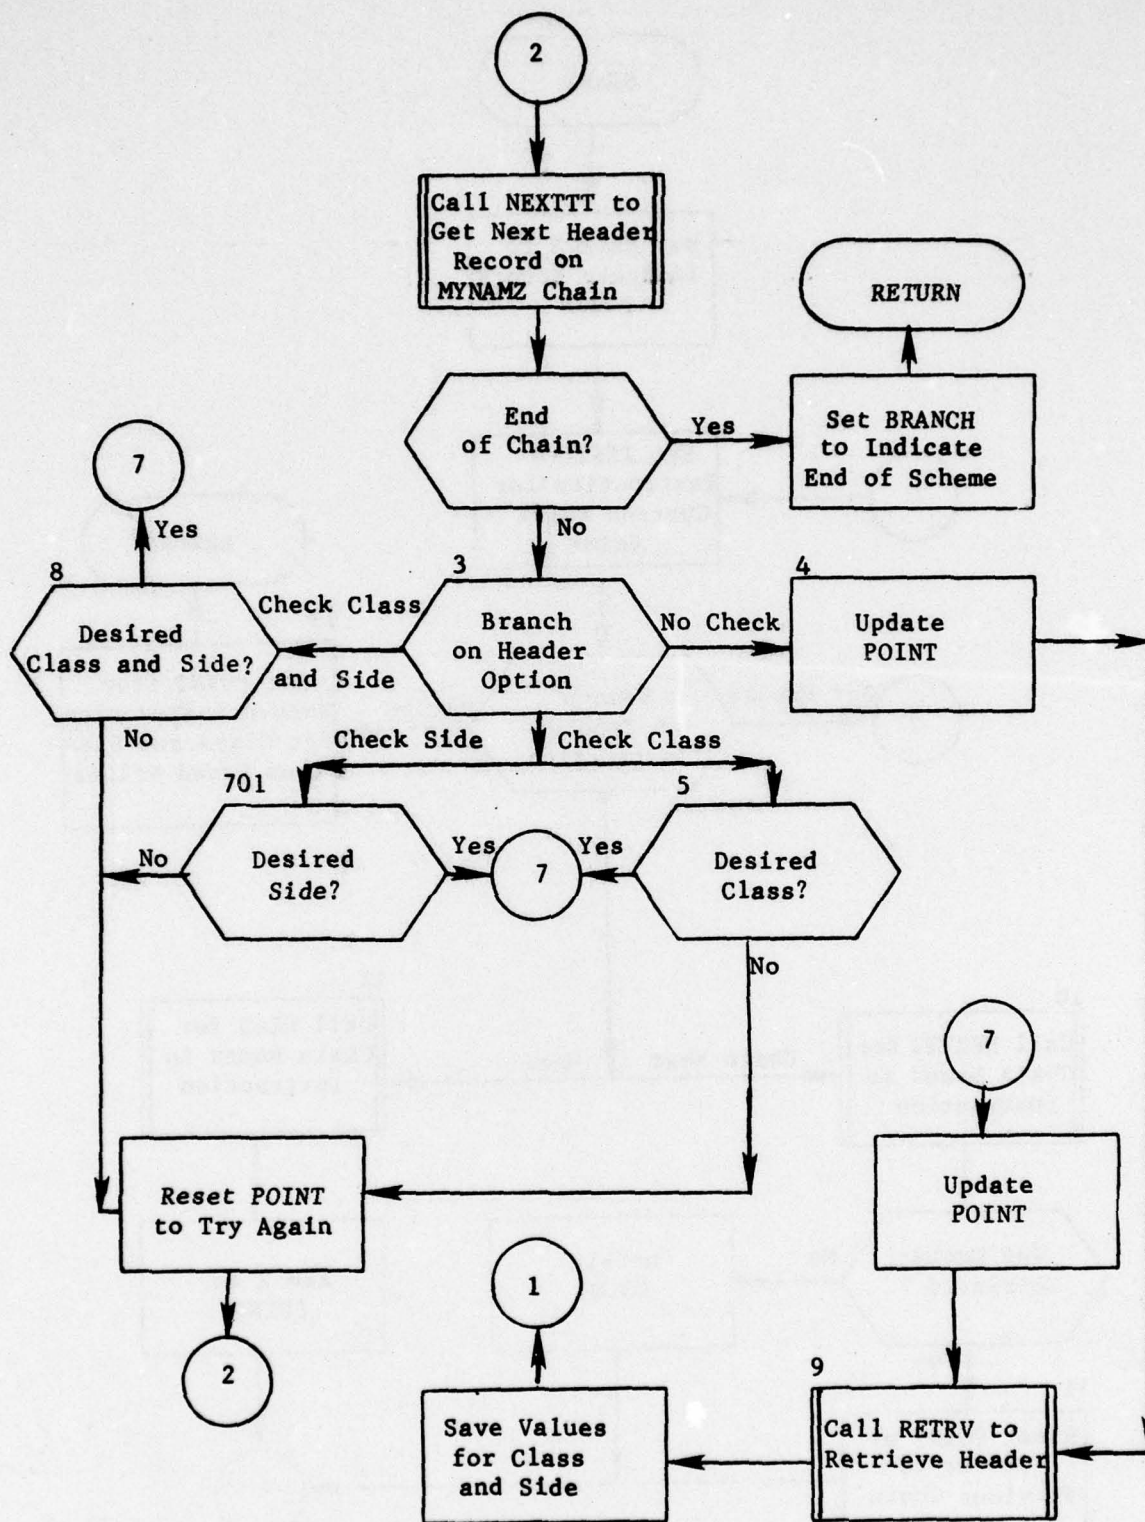 2
Call NEXTTT to
Get Next Header
Record on
MYNAMZ Chain
RETURN
End
of Chain?
Yes
Set BRANCH
to Indicate
End of Scheme
7
Yes
No
8
Desired
Class and Side?
No
Check Class
and Side
3
Branch
on Header
Option
No Check
4
Update
POINT
Check Side
Check Class
701
Desired
Side?
No
Yes
7
Yes
5
Desired
Class?
No
7
Update
POINT
Reset POINT
to Try Again
2
1
Save Values
for Class
and Side
9
Call RETRV to
Retrieve Header